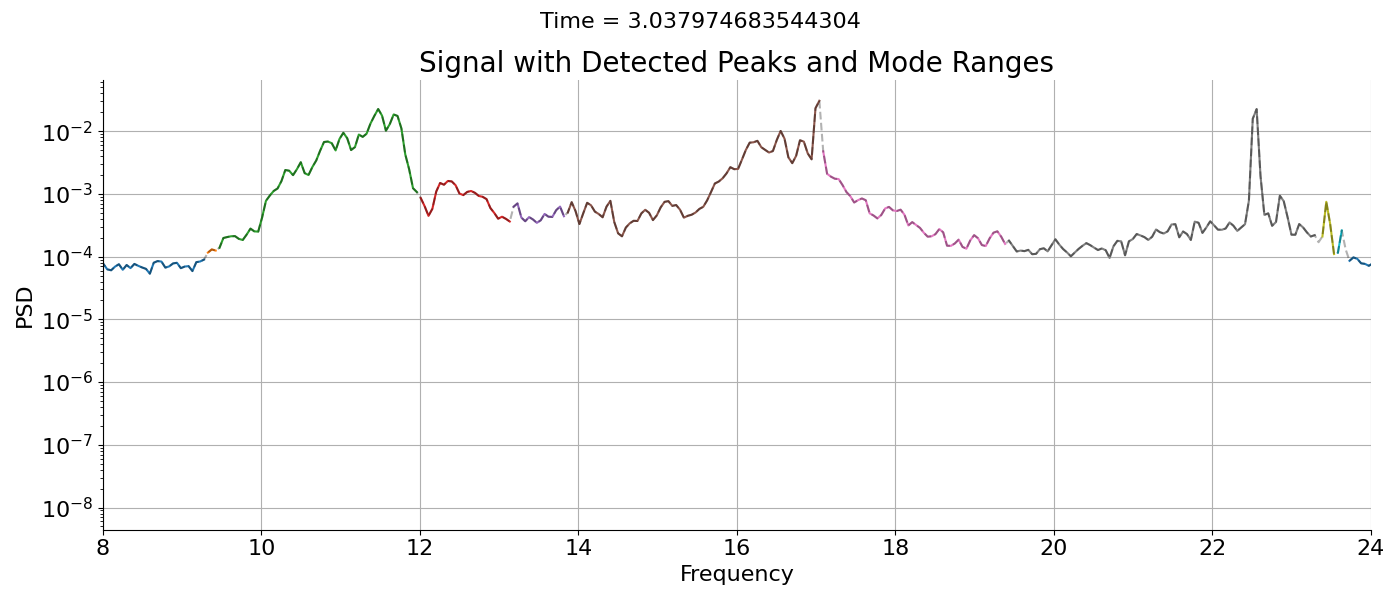 Time = 3.037974683544304
Signal with Detected Peaks and Mode Ranges
PSD
10⁻²
10⁻³
10⁻⁴
10⁻⁵
10⁻⁶
10⁻⁷
10⁻⁸
8 10 12 14 16 18 20 22 24
Frequency